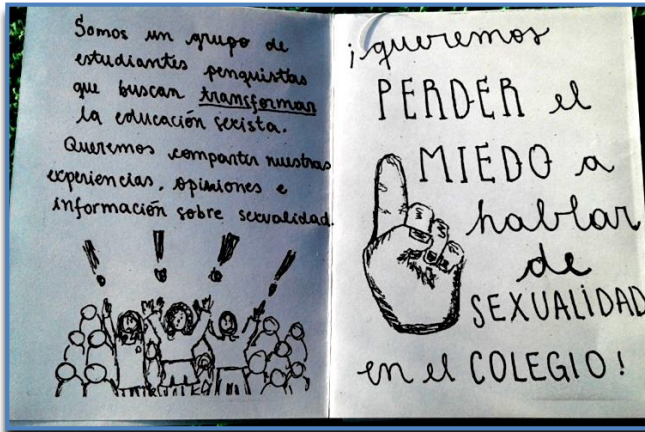 Somos un grupo de
estudiantes penquistas
que buscan transformar
la educación sexista.
Queremos compartir nuestras
experiencias, opiniones e
información sobre sexualidad.
¡queremos
PERDER el
MIEDO a
hablar
de
SEXUALIDAD
en el COLEGIO!